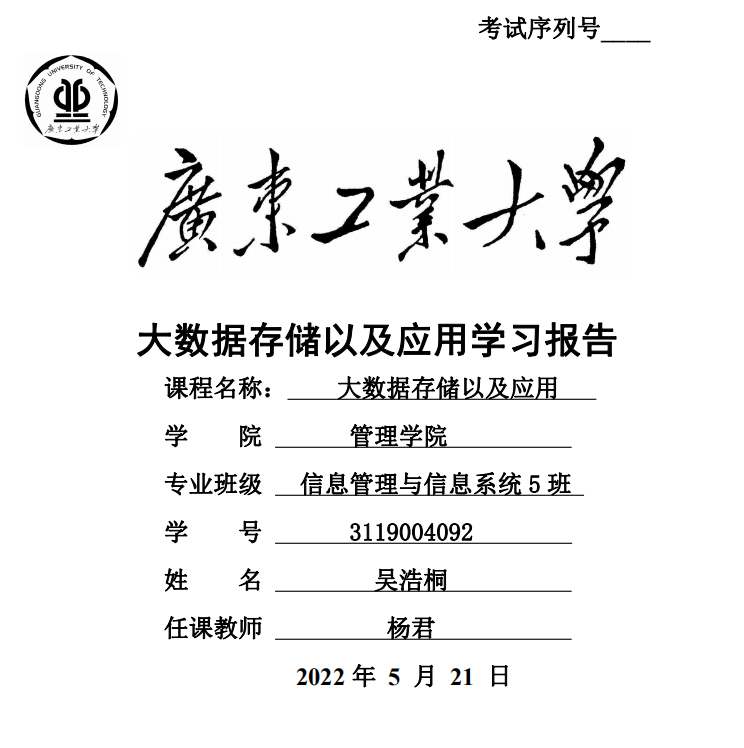 考试序列号____
GUANGDONG UNIVERSITY OF TECHNOLOGY
廣東工業大學
廣東工業大學
大数据存储以及应用学习报告
课程名称： 大数据存储以及应用
学 院 管理学院
专业班级 信息管理与信息系统5班
学 号 3119004092
姓 名 吴浩桐
任课教师 杨君
2022 年 5 月 21 日